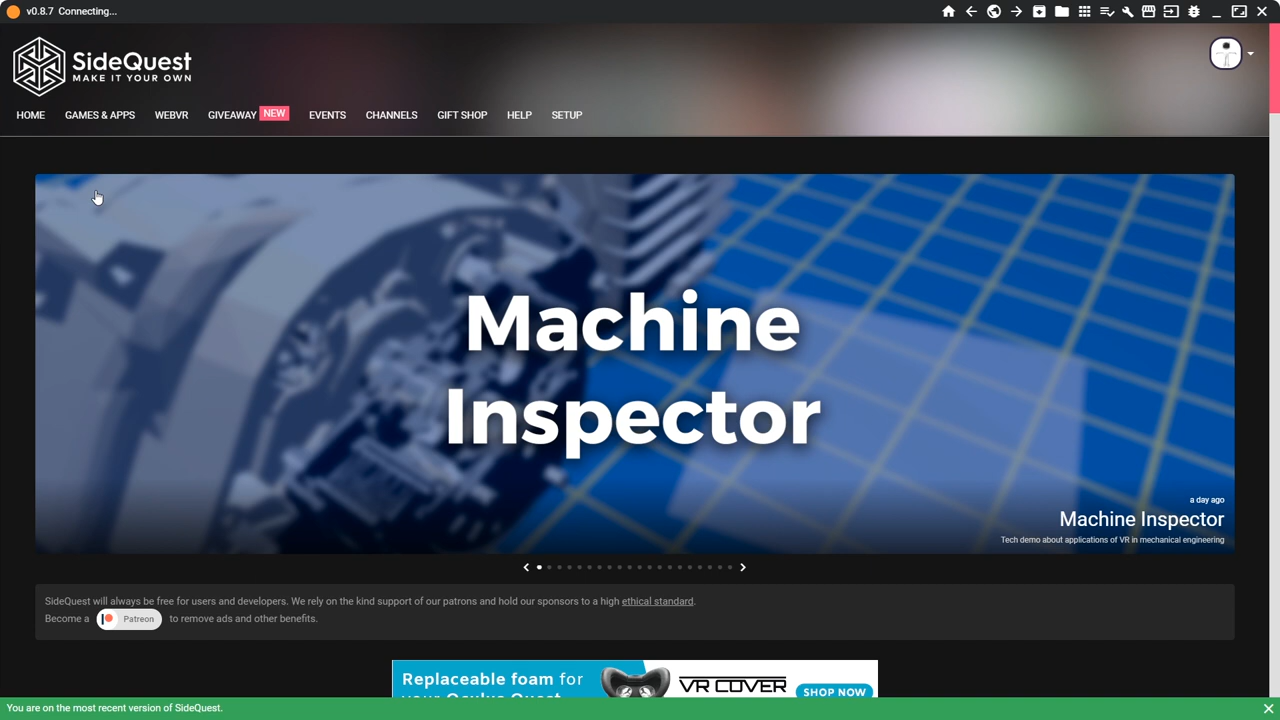 v0.8.7 Connecting...
SideQuest
MAKE IT YOUR OWN
HOME GAMES & APPS WEBVR GIVEAWAY NEW EVENTS CHANNELS GIFT SHOP HELP SETUP
Machine
Inspector
a day ago
Machine Inspector
Tech demo about applications of VR in mechanical engineering
SideQuest will always be free for users and developers. We rely on the kind support of our patrons and hold our sponsors to a high ethical standard.
Become a Patreon to remove ads and other benefits.
Replaceable foam for
your Oculus Quest
VR COVER
SHOP NOW
You are on the most recent version of SideQuest.